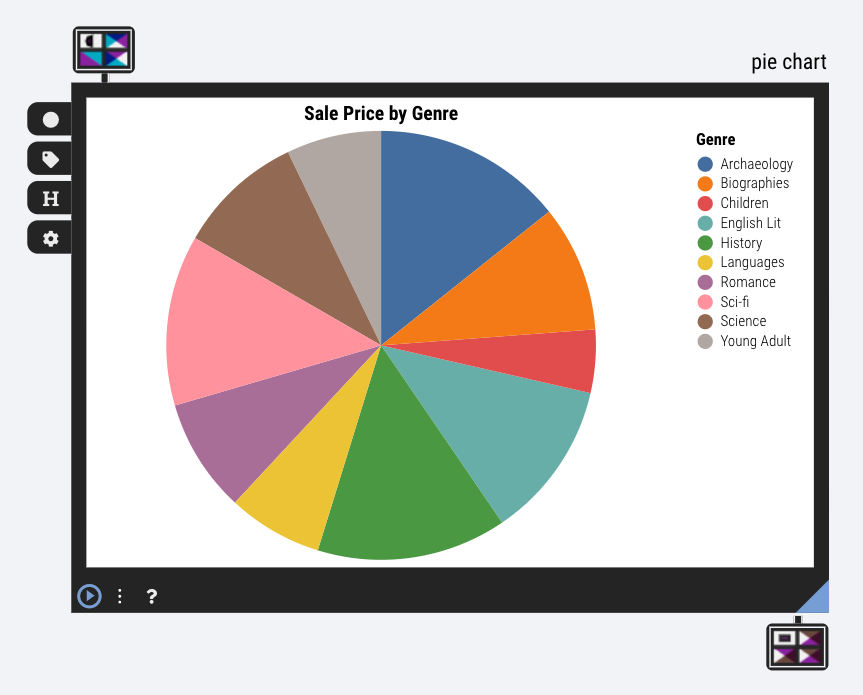 pie chart
Sale Price by Genre
Genre
Archaeology
Biographies
Children
English Lit
History
Languages
Romance
Sci-fi
Science
Young Adult
H
?